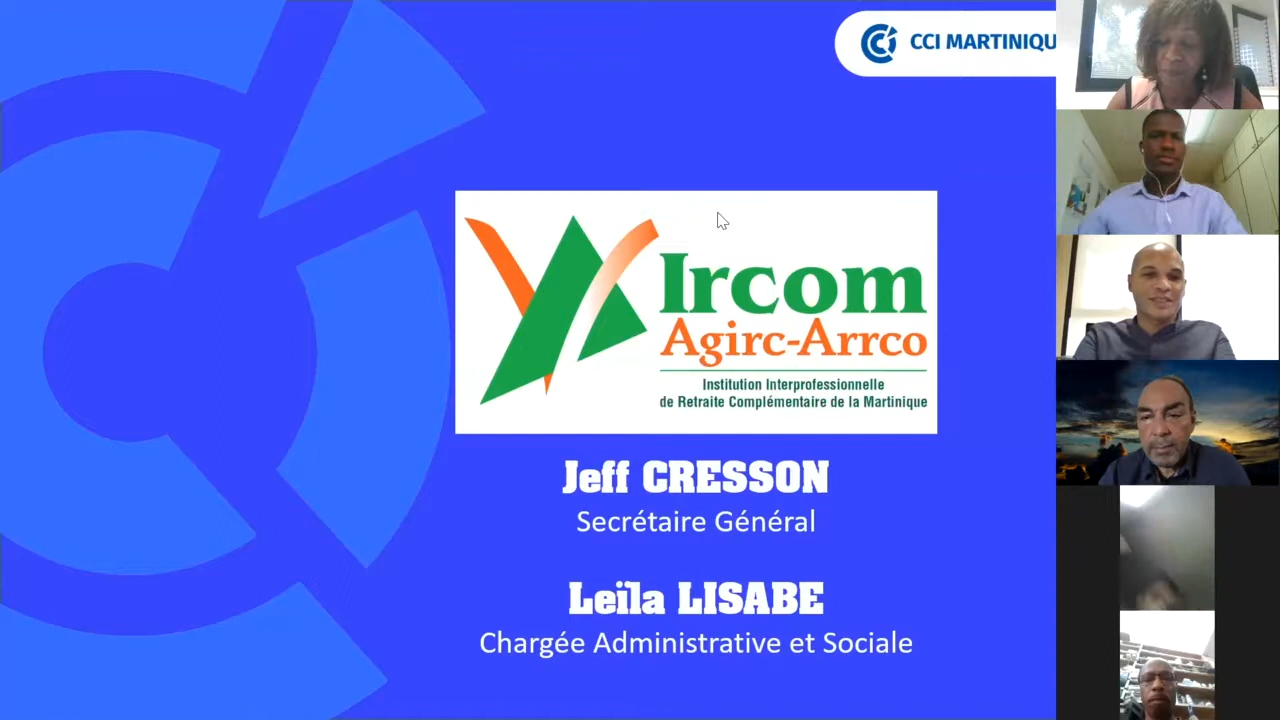 CCI MARTINIQU
Ircom
Agirc-Arrco
Institution Interprofessionnelle
de Retraite Complémentaire de la Martinique
Jeff CRESSON
Secrétaire Général
Leïla LISABE
Chargée Administrative et Sociale